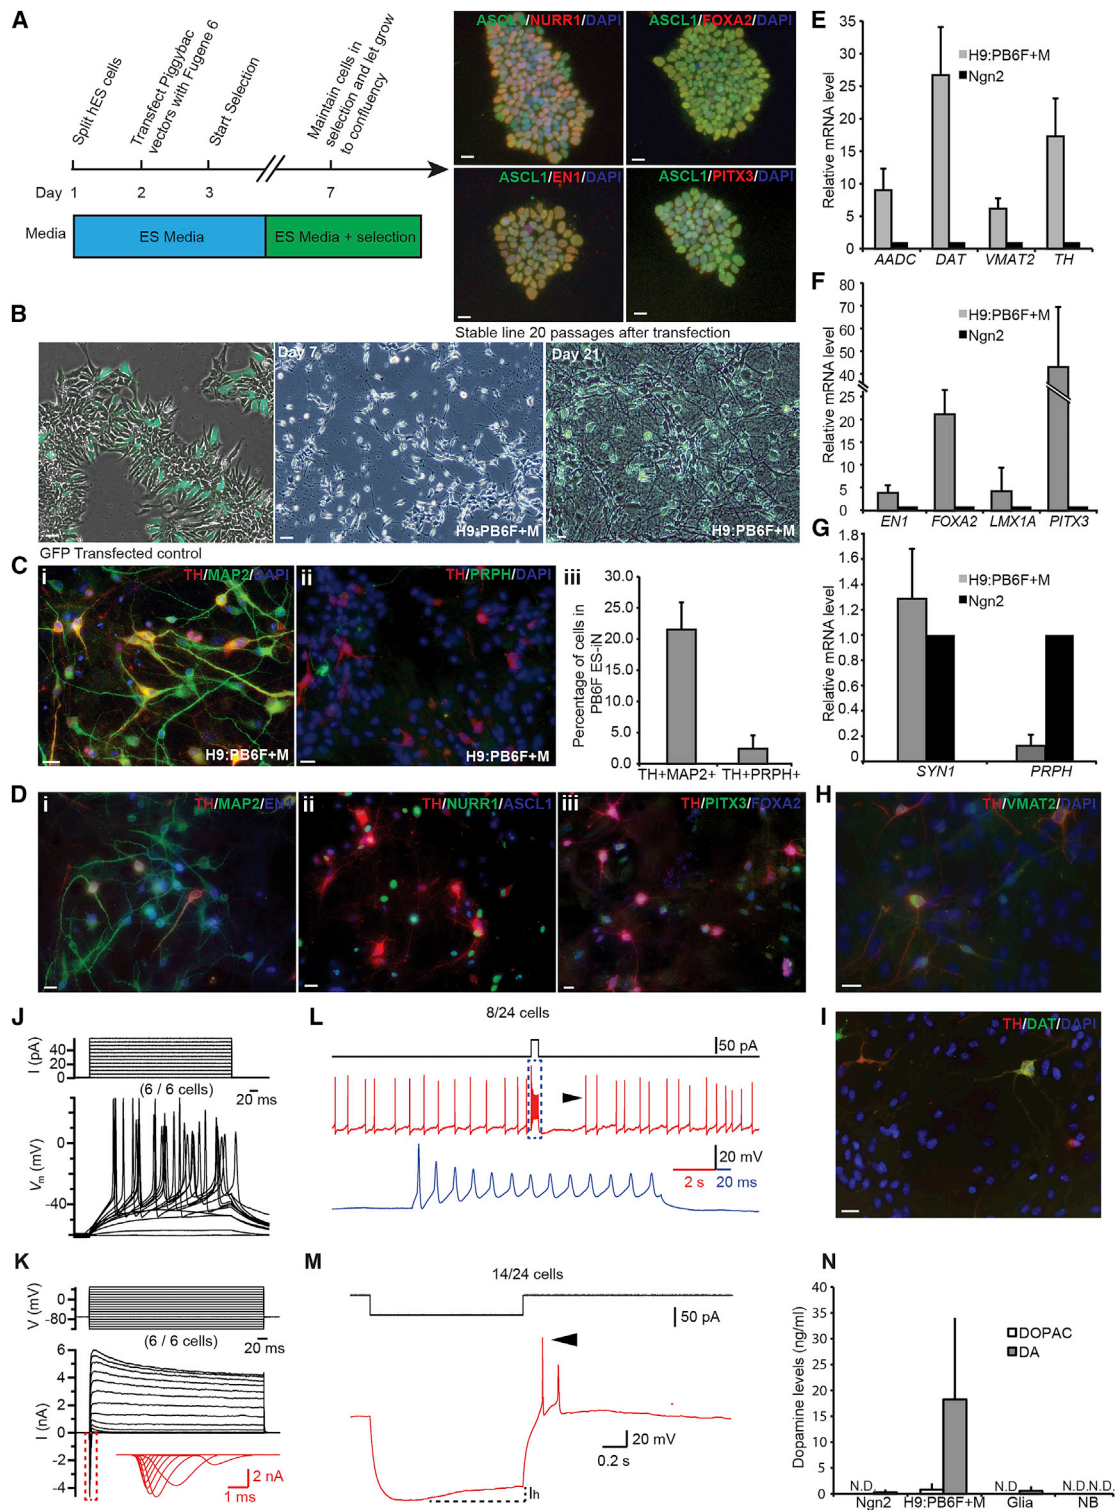 A
Split hES cells
Transfect Piggybac
vectors with Fugene 6
Start Selection
Maintain cells in
selection and let grow
to confluency
Day 1 2 3 7
Media
ES Media
ES Media + selection
ASCL1/NURR1/DAPI
ASCL1/FOXA2/DAPI
ASCL1/EN1/DAPI
ASCL1/PITX3/DAPI
Stable line 20 passages after transfection
B
Day 7
Day 21
H9:PB6F+M
H9:PB6F+M
GFP Transfected control
C
i
TH/MAP2/DAPI
H9:PB6F+M
ii
TH/PRPH/DAPI
H9:PB6F+M
iii
Percentage of cells in
PB6F ES-iN
30.0
25.0
20.0
15.0
10.0
5.0
0.0
TH+MAP2+ TH+PRPH+
D
i
TH/MAP2/EN1
ii
TH/NURR1/ASCL1
iii
TH/PITX3/FOXA2
E
Relative mRNA level
35
30
25
20
15
10
5
0
H9:PB6F+M
Ngn2
AADC DAT VMAT2 TH
F
Relative mRNA level
80
70
60
50
40
25
20
15
10
5
0
H9:PB6F+M
Ngn2
EN1 FOXA2 LMX1A PITX3
G
Relative mRNA level
1.8
1.6
1.4
1.2
1.0
0.8
0.6
0.4
0.2
0
H9:PB6F+M
Ngn2
SYN1 PRPH
H
TH/VMAT2/DAPI
I
TH/DAT/DAPI
J
I (pA)
40
20
0
(6 / 6 cells)
20 ms
Vm (mV)
0
-40
-80
K
V (mV)
0
-80
(6 / 6 cells)
20 ms
I (nA)
6
4
2
0
-2
-4
2 nA
1 ms
L
8/24 cells
50 pA
20 mV
2 s 20 ms
M
14/24 cells
50 pA
20 mV
0.2 s
Ih
N
Dopamine levels (ng/ml)
40
35
30
25
20
15
10
5
0
DOPAC
DA
N.D. N.D. N.D.N.D.
Ngn2 H9:PB6F+M Glia NB